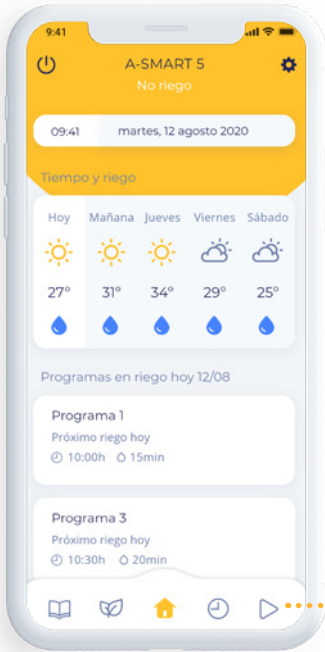 9:41
A-SMART 5
No riego
09:41 martes, 12 agosto 2020
Tiempo y riego
Hoy Mañana Jueves Viernes Sábado
27° 31° 34° 29° 25°
Programas en riego hoy 12/08
Programa 1
Próximo riego hoy
10:00h 15min
Programa 3
Próximo riego hoy
10:30h 20min